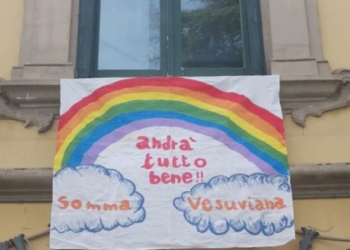 andra'
tutto
bene!!
Somma Vesuviana